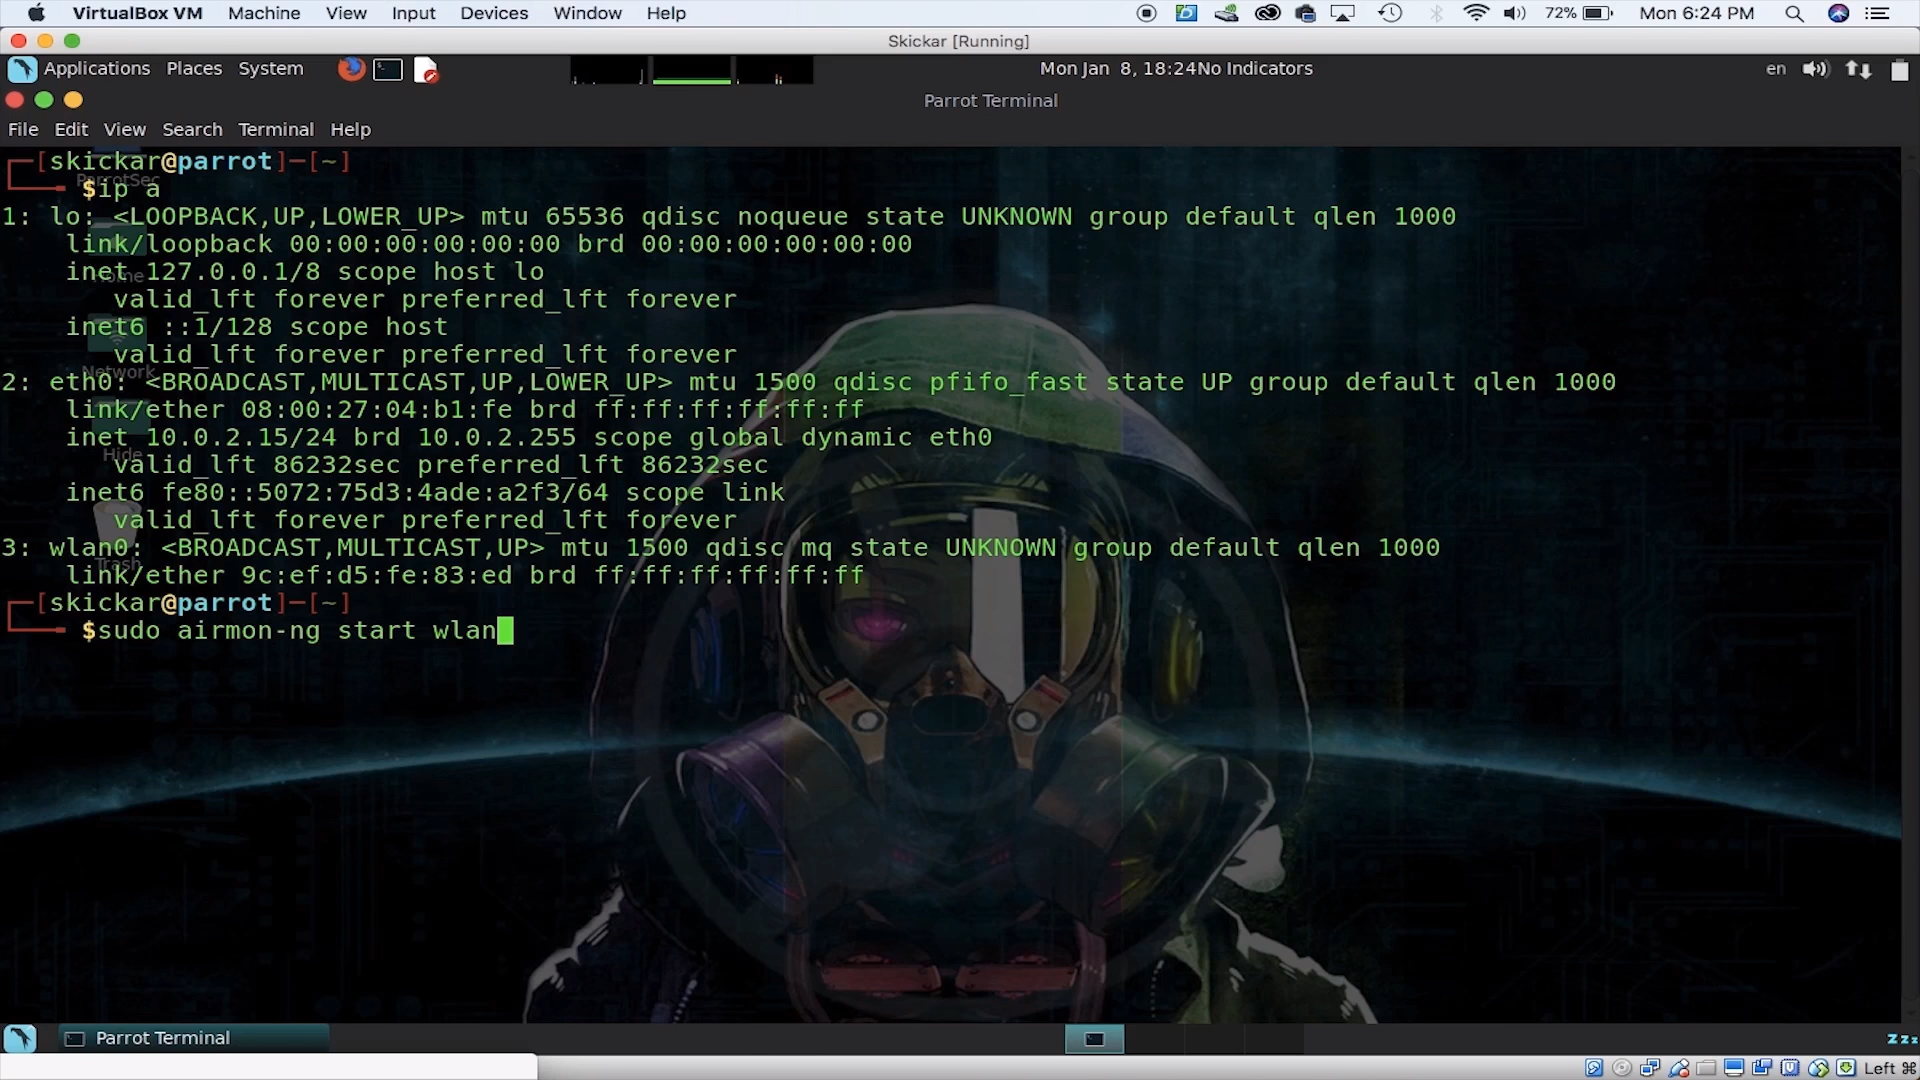 VirtualBox VM Machine View Input Devices Window Help 72% Mon 6:24 PM
Skickar [Running]
Applications Places System Mon Jan 8, 18:24No Indicators en
Parrot Terminal
File Edit View Search Terminal Help
┌─[skickar@parrot]─[~]
└──╼ $ip a
ParrotSec
1: lo: <LOOPBACK,UP,LOWER_UP> mtu 65536 qdisc noqueue state UNKNOWN group default qlen 1000
link/loopback 00:00:00:00:00:00 brd 00:00:00:00:00:00
inet 127.0.0.1/8 scope host lo
Home
valid_lft forever preferred_lft forever
inet6 ::1/128 scope host
valid_lft forever preferred_lft forever
Network
2: eth0: <BROADCAST,MULTICAST,UP,LOWER_UP> mtu 1500 qdisc pfifo_fast state UP group default qlen 1000
link/ether 08:00:27:04:b1:fe brd ff:ff:ff:ff:ff:ff
inet 10.0.2.15/24 brd 10.0.2.255 scope global dynamic eth0
Hide
valid_lft 86232sec preferred_lft 86232sec
inet6 fe80::5072:75d3:4ade:a2f3/64 scope link
valid_lft forever preferred_lft forever
3: wlan0: <BROADCAST,MULTICAST,UP> mtu 1500 qdisc mq state UNKNOWN group default qlen 1000
Trash
link/ether 9c:ef:d5:fe:83:ed brd ff:ff:ff:ff:ff:ff
┌─[skickar@parrot]─[~]
└──╼ $sudo airmon-ng start wlan
Parrot Terminal
zzz
Left ⌘